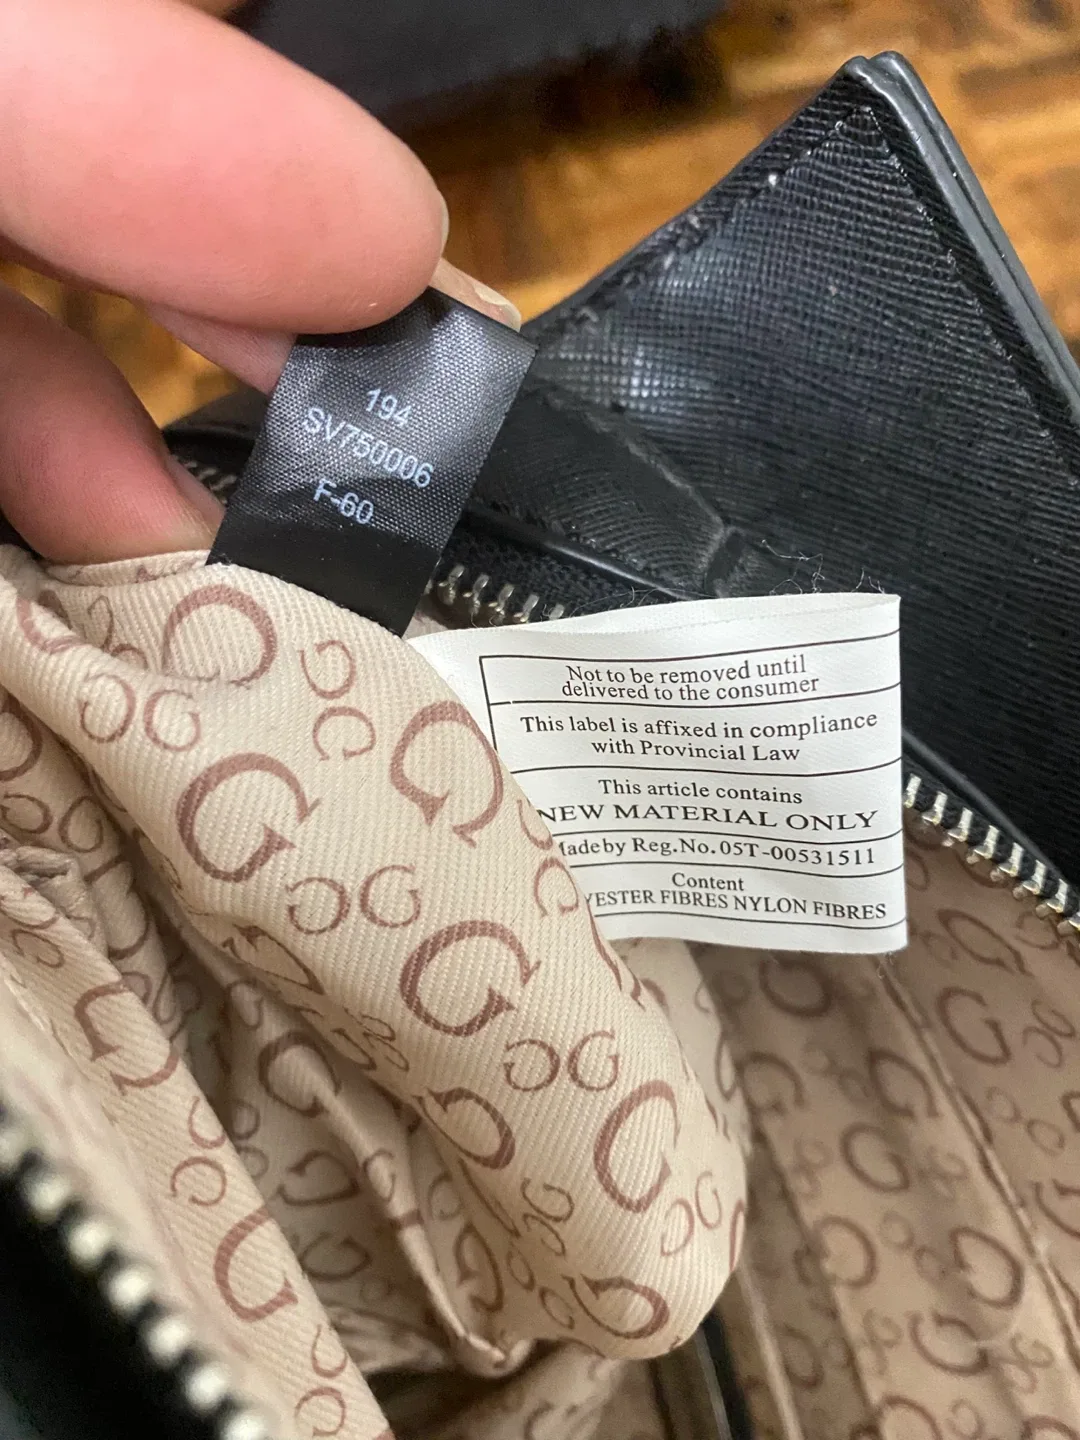 194
SV750006
F-60
Not to be removed until
delivered to the consumer
This label is affixed in compliance
with Provincial Law
This article contains
NEW MATERIAL ONLY
by Reg.No.05T-00531511
Content
FIBRES NYLON FIBRES